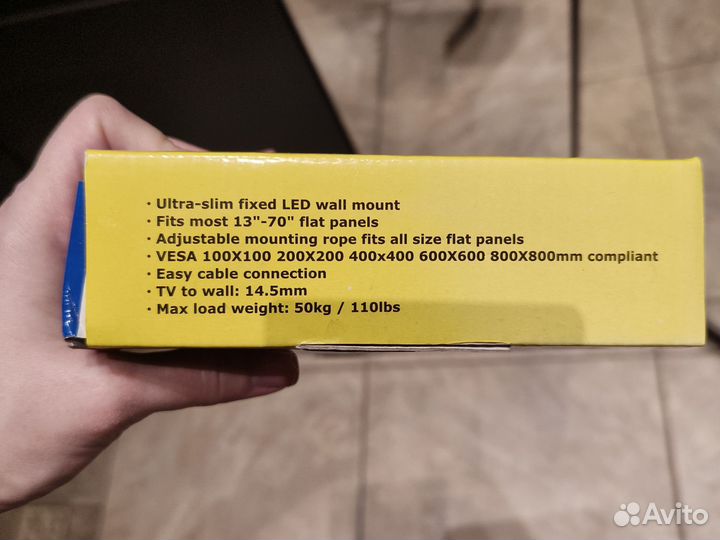 · Ultra-slim fixed LED wall mount
· Fits most 13"-70" flat panels
· Adjustable mounting rope fits all size flat panels
· VESA 100X100 200X200 400x400 600X600 800X800mm compliant
· Easy cable connection
· TV to wall: 14.5mm
· Max load weight: 50kg / 110lbs
Avito